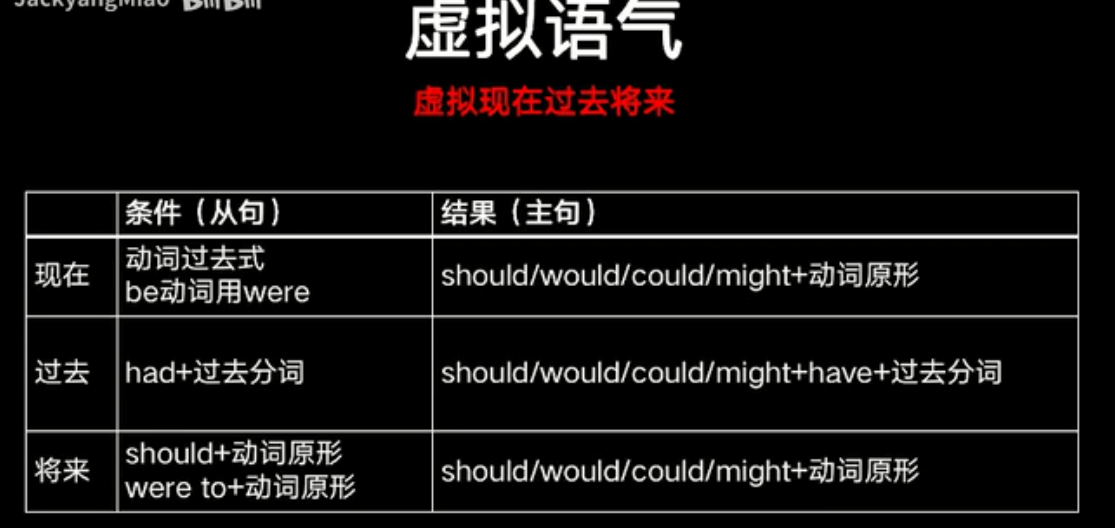 JackyangMiao bilibili
虚拟语气
虚拟现在过去将来
条件（从句） 结果（主句）
现在 动词过去式 should/would/could/might+动词原形
be动词用were
过去 had+过去分词 should/would/could/might+have+过去分词
将来 should+动词原形 should/would/could/might+动词原形
were to+动词原形